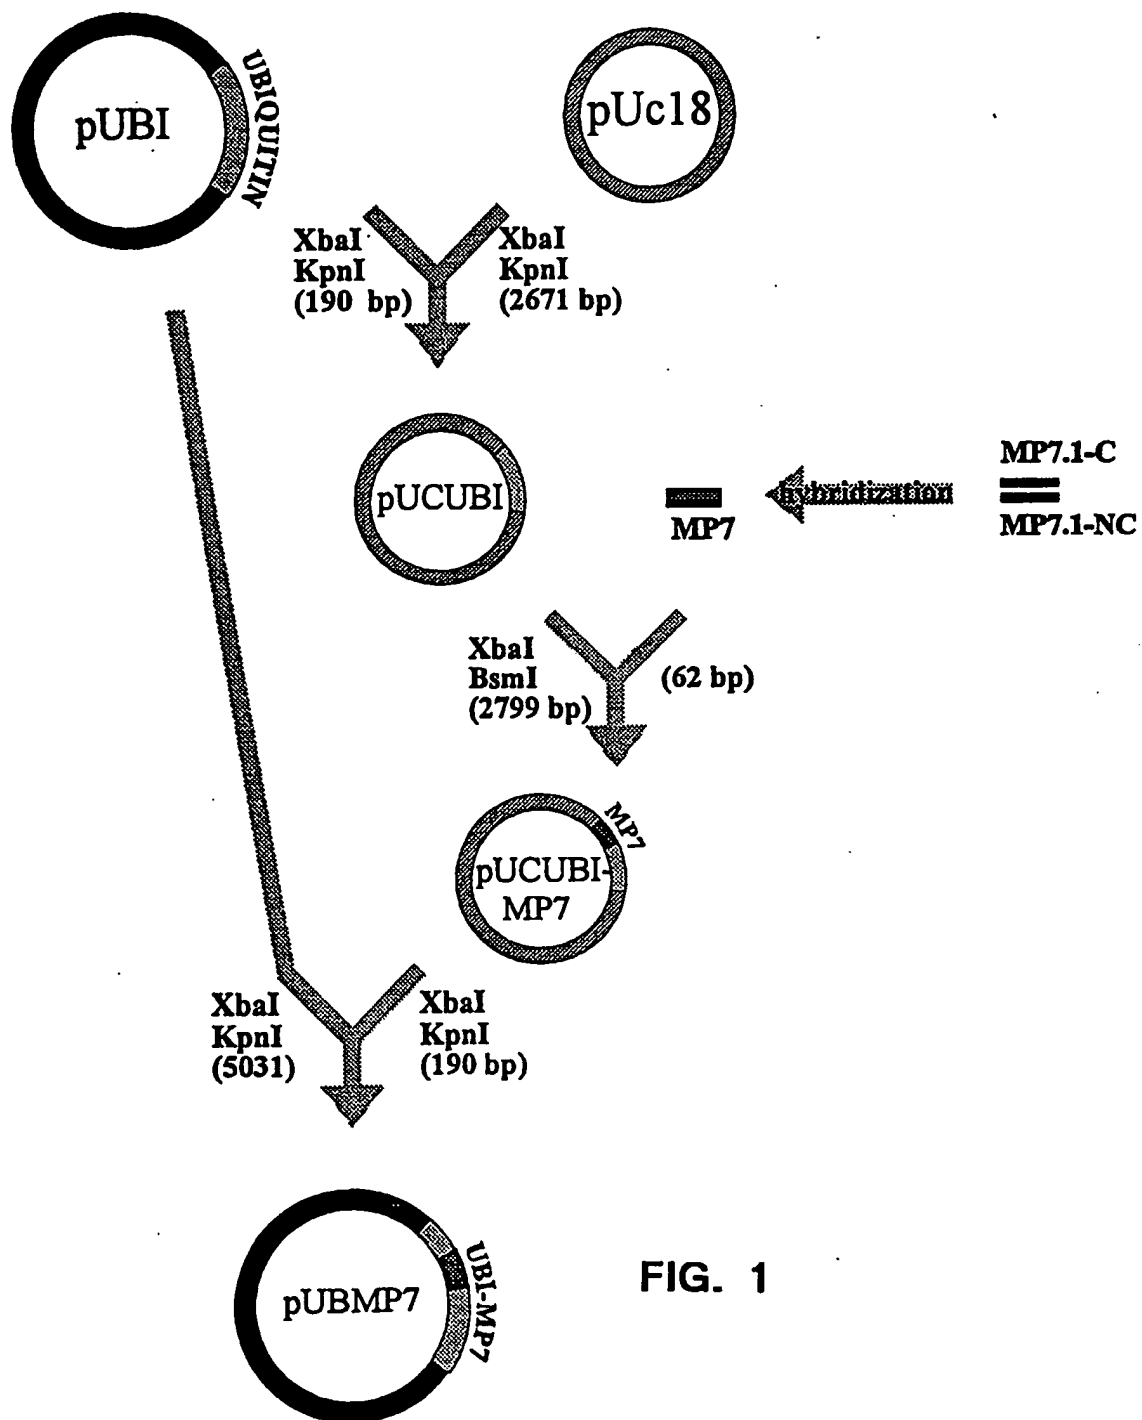 pUBI
UBIQUITIN
pUc18
XbaI
KpnI
(190 bp)
XbaI
KpnI
(2671 bp)
pUCUBI
MP7
hybridization
MP7.1-C
MP7.1-NC
XbaI
BsmI
(2799 bp)
(62 bp)
MP7
pUCUBI-
MP7
XbaI
KpnI
(5031)
XbaI
KpnI
(190 bp)
pUBMP7
UBI-MP7
FIG. 1